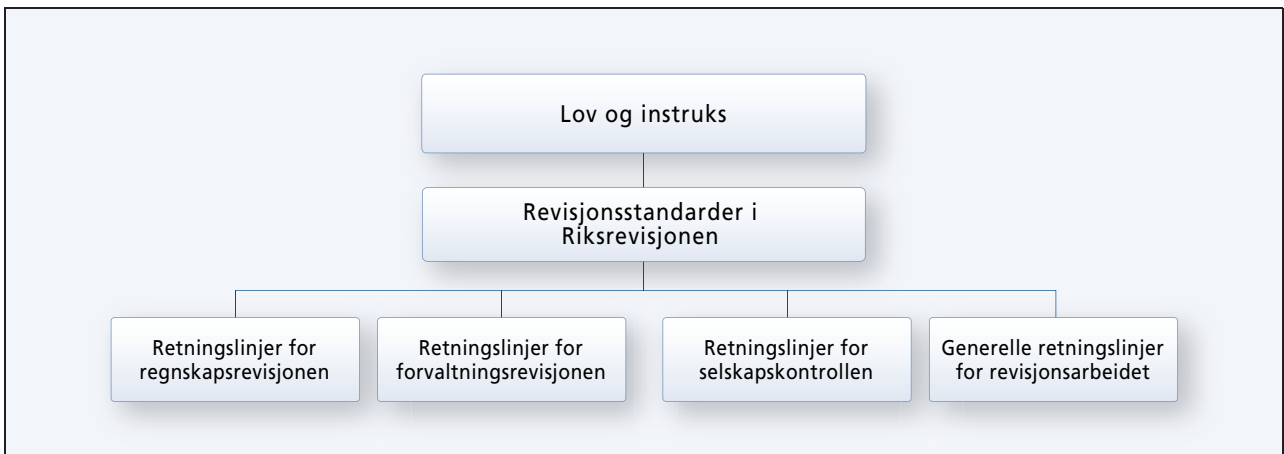 Lov og instruks
Revisjonsstandarder i
Riksrevisjonen
Retningslinjer for
regnskapsrevisjonen
Retningslinjer for
forvaltningsrevisjonen
Retningslinjer for
selskapskontrollen
Generelle retningslinjer
for revisjonsarbeidet